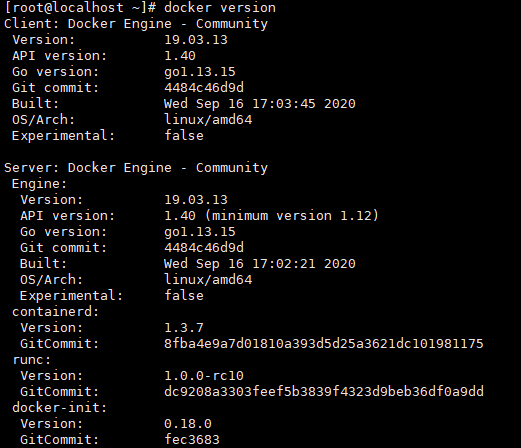 [root@localhost ~]# docker version
Client: Docker Engine - Community
 Version:           19.03.13
 API version:       1.40
 Go version:        go1.13.15
 Git commit:        4484c46d9d
 Built:             Wed Sep 16 17:03:45 2020
 OS/Arch:           linux/amd64
 Experimental:      false

Server: Docker Engine - Community
 Engine:
  Version:          19.03.13
  API version:      1.40 (minimum version 1.12)
  Go version:       go1.13.15
  Git commit:       4484c46d9d
  Built:            Wed Sep 16 17:02:21 2020
  OS/Arch:          linux/amd64
  Experimental:     false
 containerd:
  Version:          1.3.7
  GitCommit:        8fba4e9a7d01810a393d5d25a3621dc101981175
 runc:
  Version:          1.0.0-rc10
  GitCommit:        dc9208a3303feef5b3839f4323d9beb36df0a9dd
 docker-init:
  Version:          0.18.0
  GitCommit:        fec3683